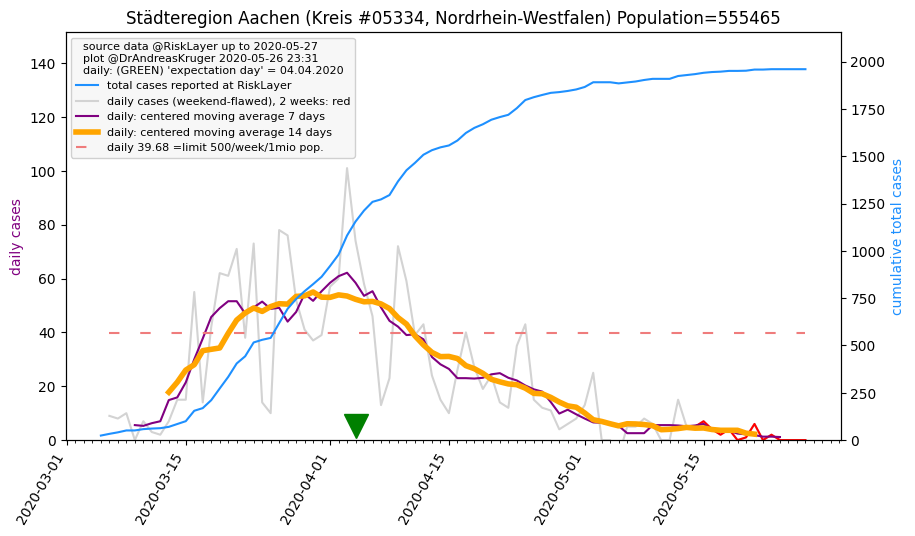 Städteregion Aachen (Kreis #05334, Nordrhein-Westfalen) Population=555465
source data @RiskLayer up to 2020-05-27
plot @DrAndreasKruger 2020-05-26 23:31
daily: (GREEN) 'expectation day' = 04.04.2020
total cases reported at RiskLayer
daily cases (weekend-flawed), 2 weeks: red
daily: centered moving average 7 days
daily: centered moving average 14 days
daily 39.68 =limit 500/week/1mio pop.
daily cases
140
120
100
80
60
40
20
0
cumulative total cases
2000
1750
1500
1250
1000
750
500
250
0
2020-03-01
2020-03-15
2020-04-01
2020-04-15
2020-05-01
2020-05-15